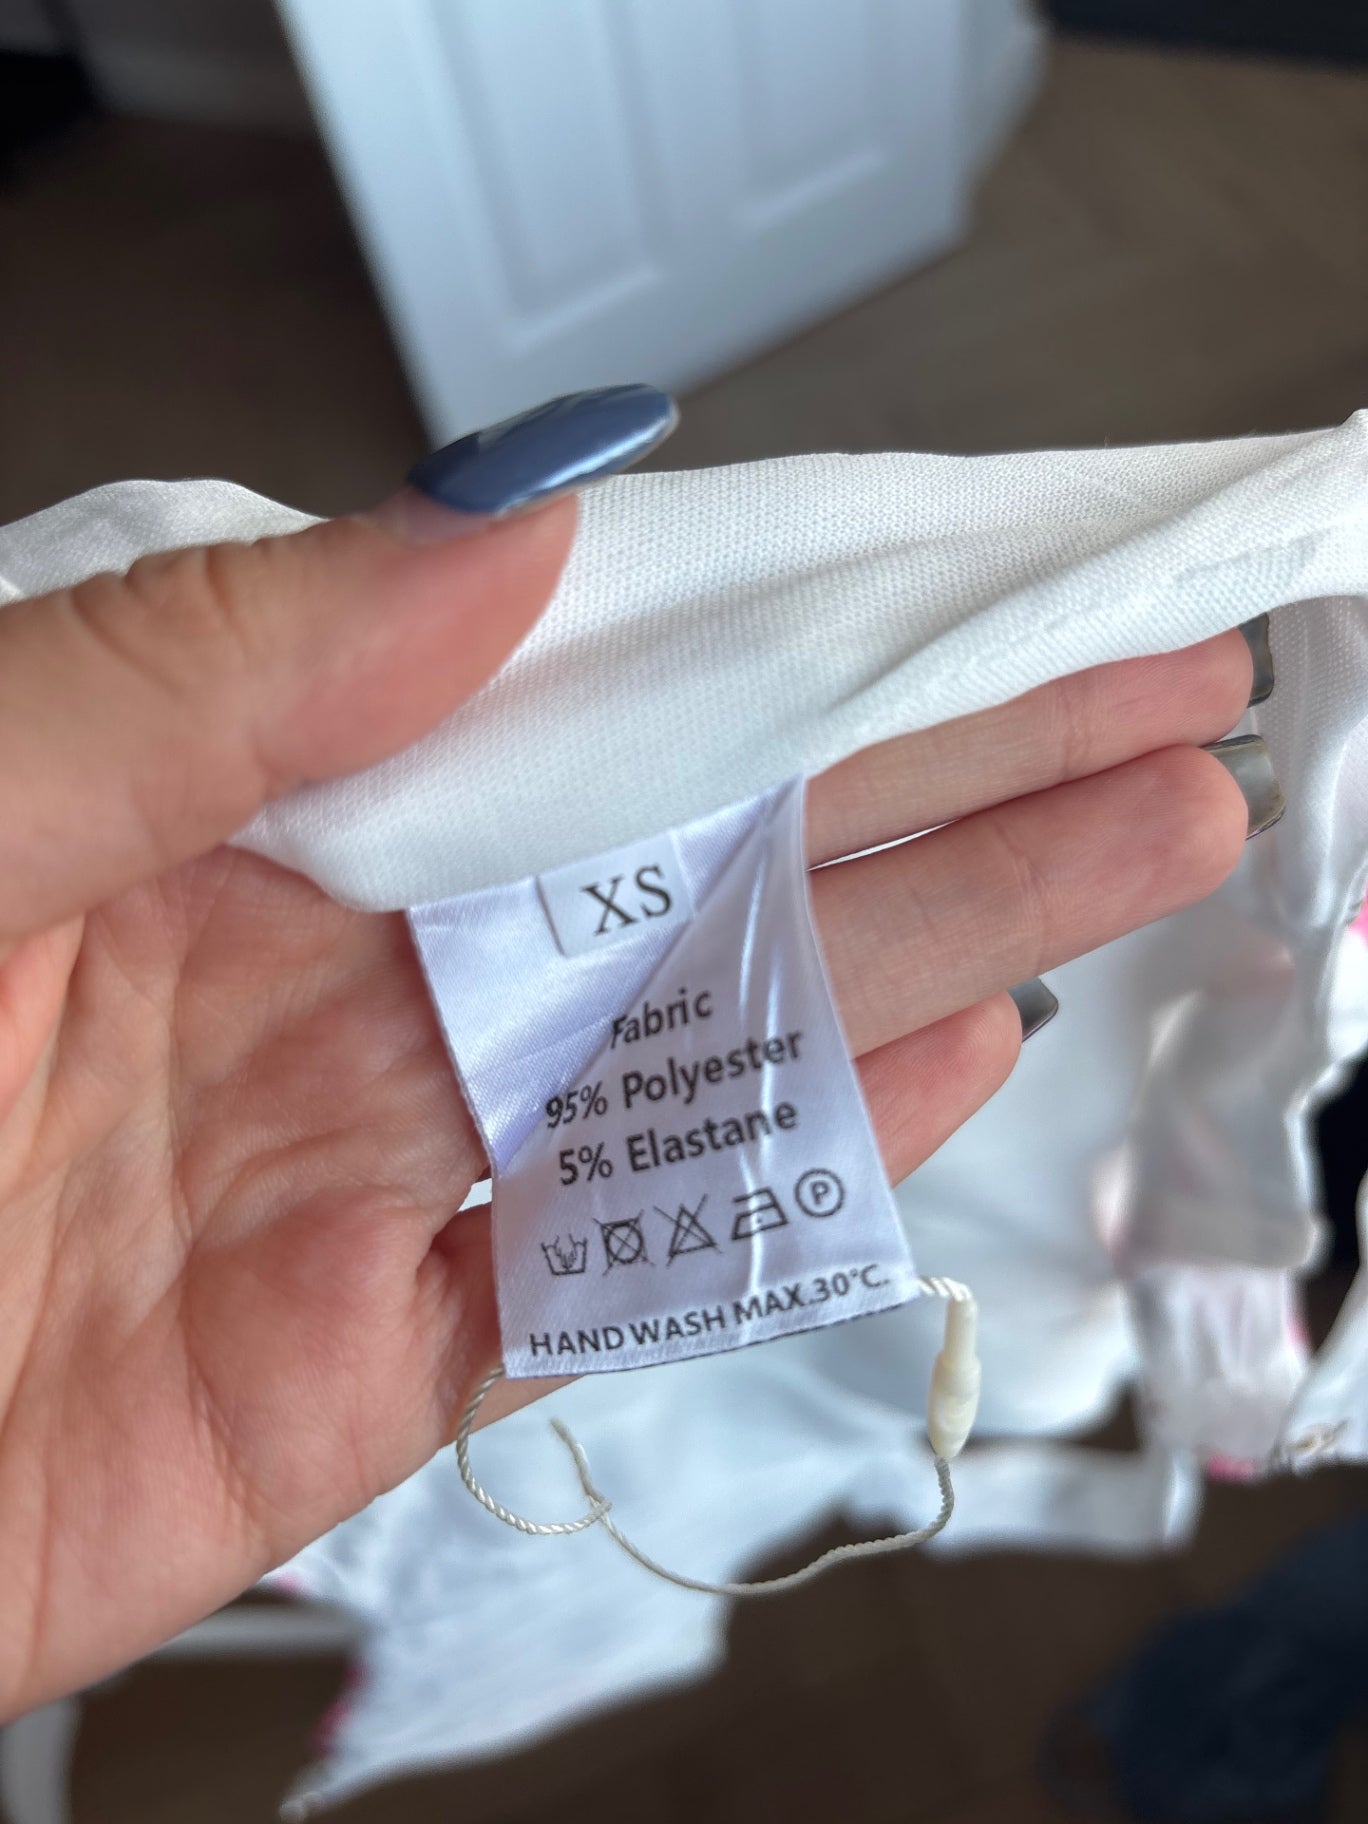 XS
Fabric
95% Polyester
5% Elastane
P
HAND WASH MAX.30°C.